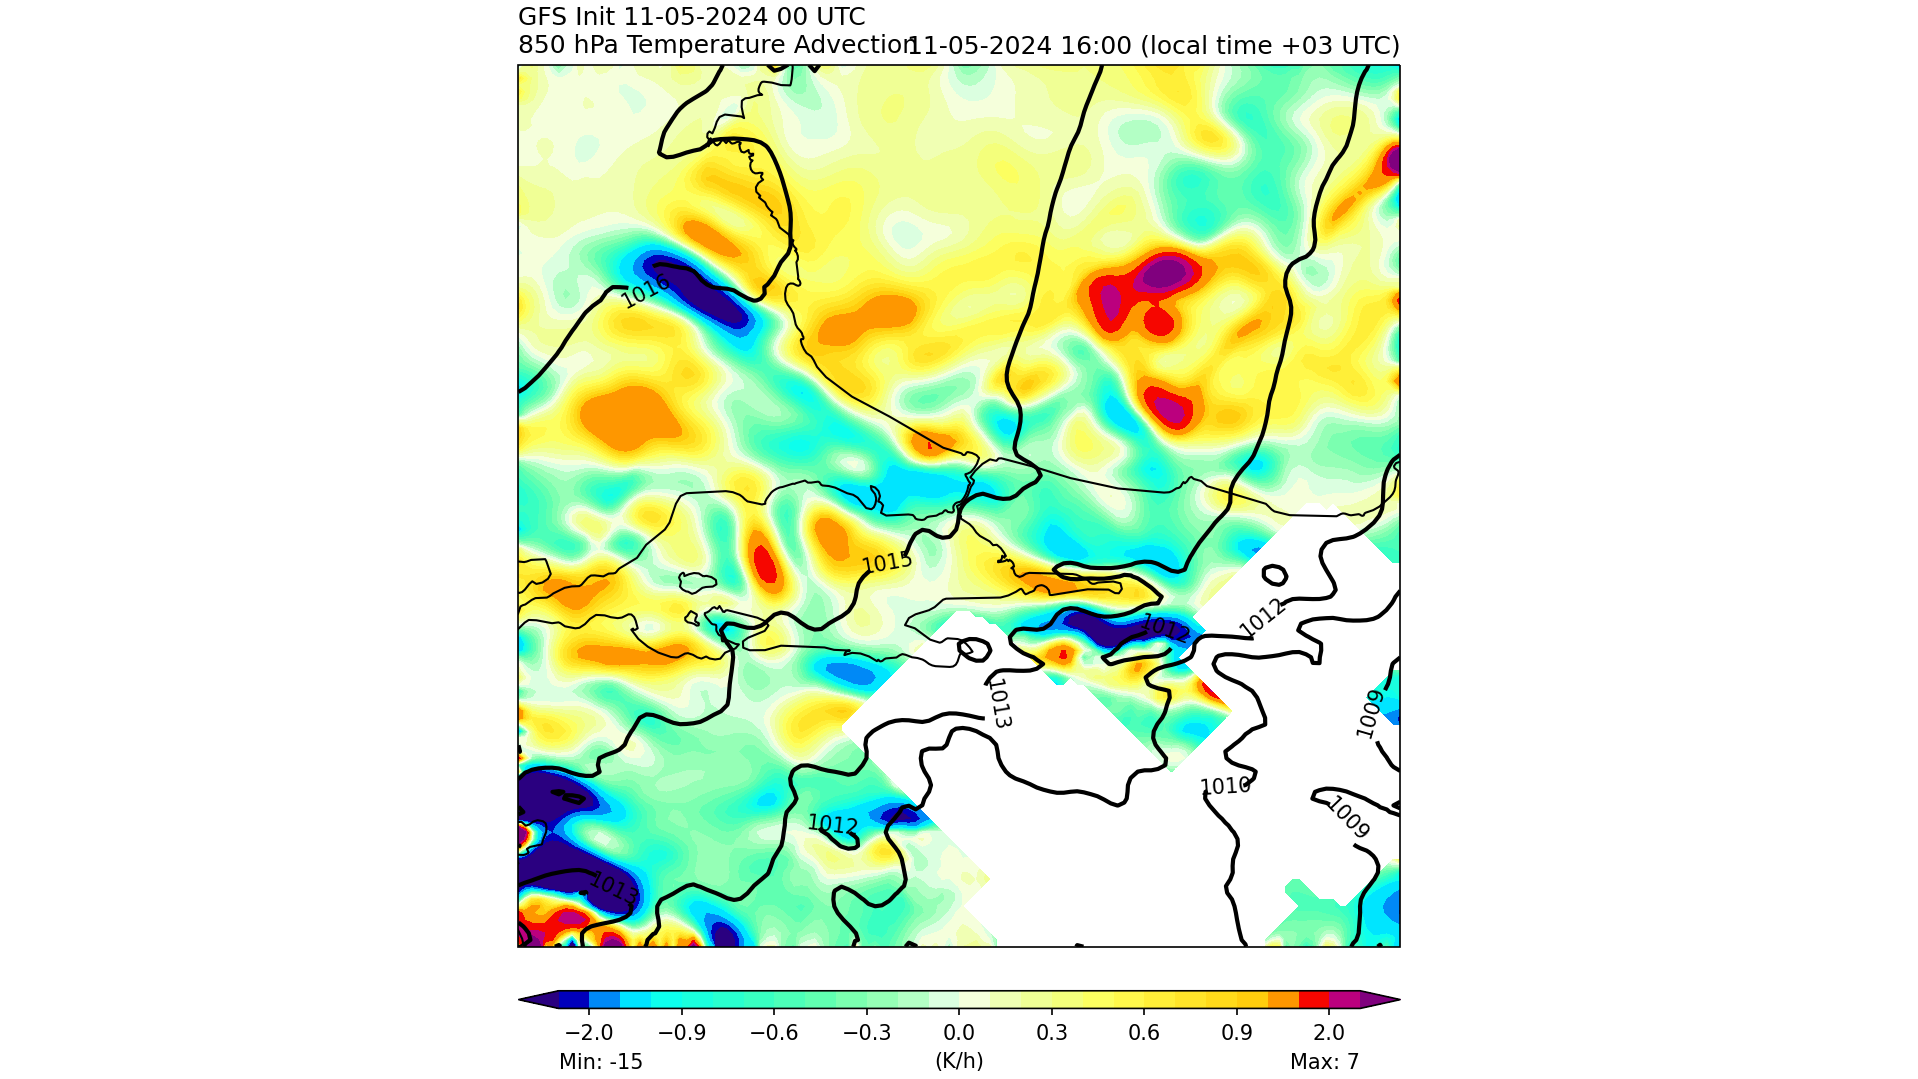 GFS Init 11-05-2024 00 UTC
850 hPa Temperature Advection
11-05-2024 16:00 (local time +03 UTC)
1016
1015
1012
1012
1013
1009
1010
1009
1012
1013
−2.0 −0.9 −0.6 −0.3 0.0 0.3 0.6 0.9 2.0
Min: -15 (K/h) Max: 7